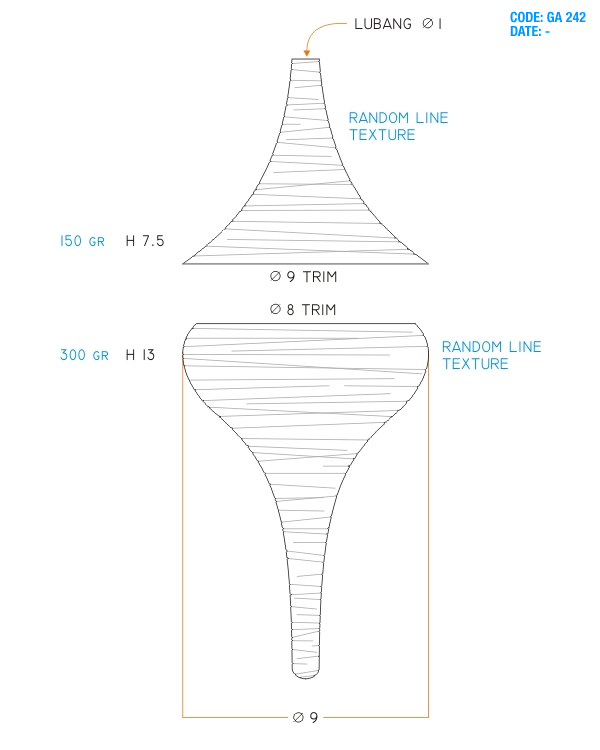 LUBANG Ø 1
CODE: GA 242
DATE: -
RANDOM LINE
TEXTURE
150 GR H 7.5
Ø 9 TRIM
Ø 8 TRIM
300 GR H 13
RANDOM LINE
TEXTURE
Ø 9